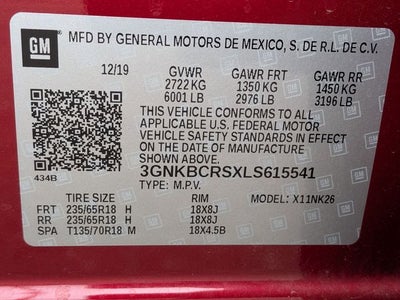 GM
MFD BY GENERAL MOTORS DE MEXICO, S. DE R.L. DE C.V.
12/19 GVWR GAWR FRT GAWR RR
2722 KG 1350 KG 1450 KG
6001 LB 2976 LB 3196 LB
THIS VEHICLE CONFORMS TO ALL
APPLICABLE U.S. FEDERAL MOTOR
VEHICLE SAFETY STANDARDS IN EFFECT
ON THE DATE OF MANUFACTURE
SHOWN ABOVE.
434B 3GNKBCRSXLS615541
TYPE: M.P.V. MODEL: X11NK26
TIRE SIZE RIM
FRT 235/65R18 H 18X8J
RR 235/65R18 H 18X8J
SPA T135/70R18 M 18X4.5B